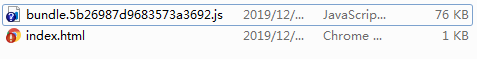 bundle.5b26987d9683573a3692.js 2019/12/... JavaScrip... 76 KB
index.html 2019/12/... Chrome ... 1 KB